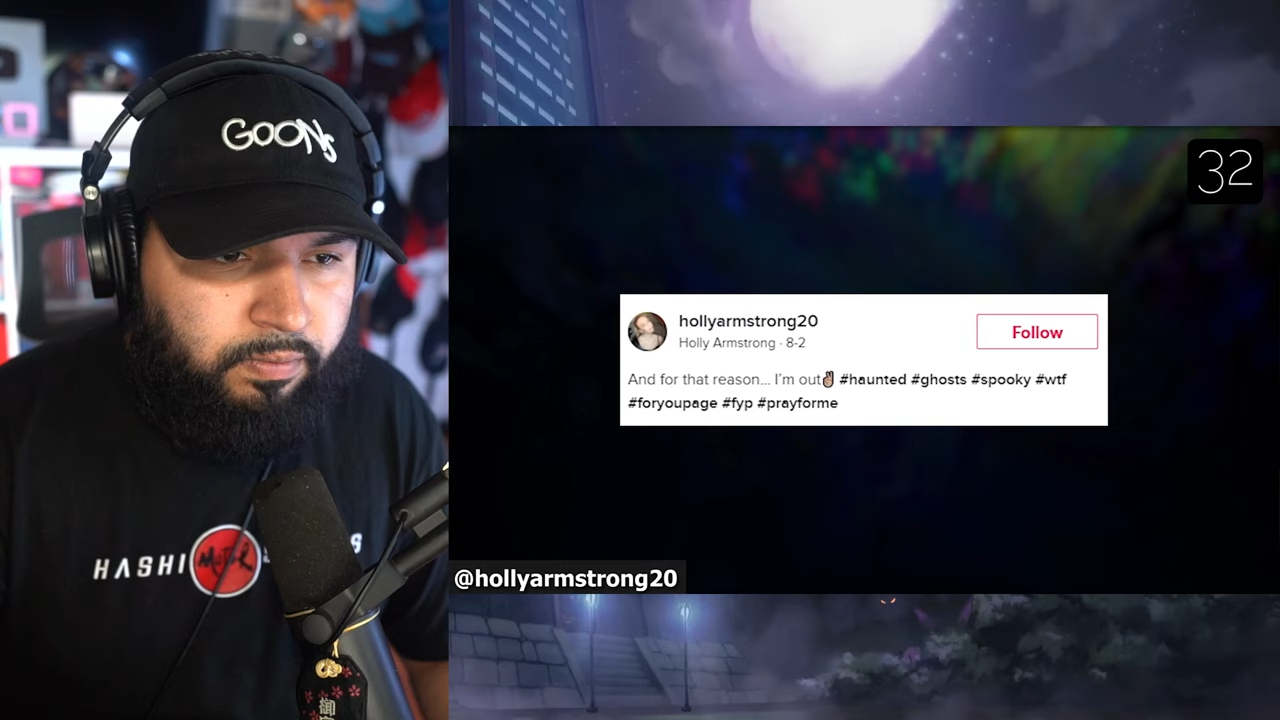 GOONS
32
hollyarmstrong20
Holly Armstrong · 8-2
Follow
And for that reason... I'm out✌🏽 #haunted #ghosts #spooky #wtf
#foryoupage #fyp #prayforme
HASHI
@hollyarmstrong20